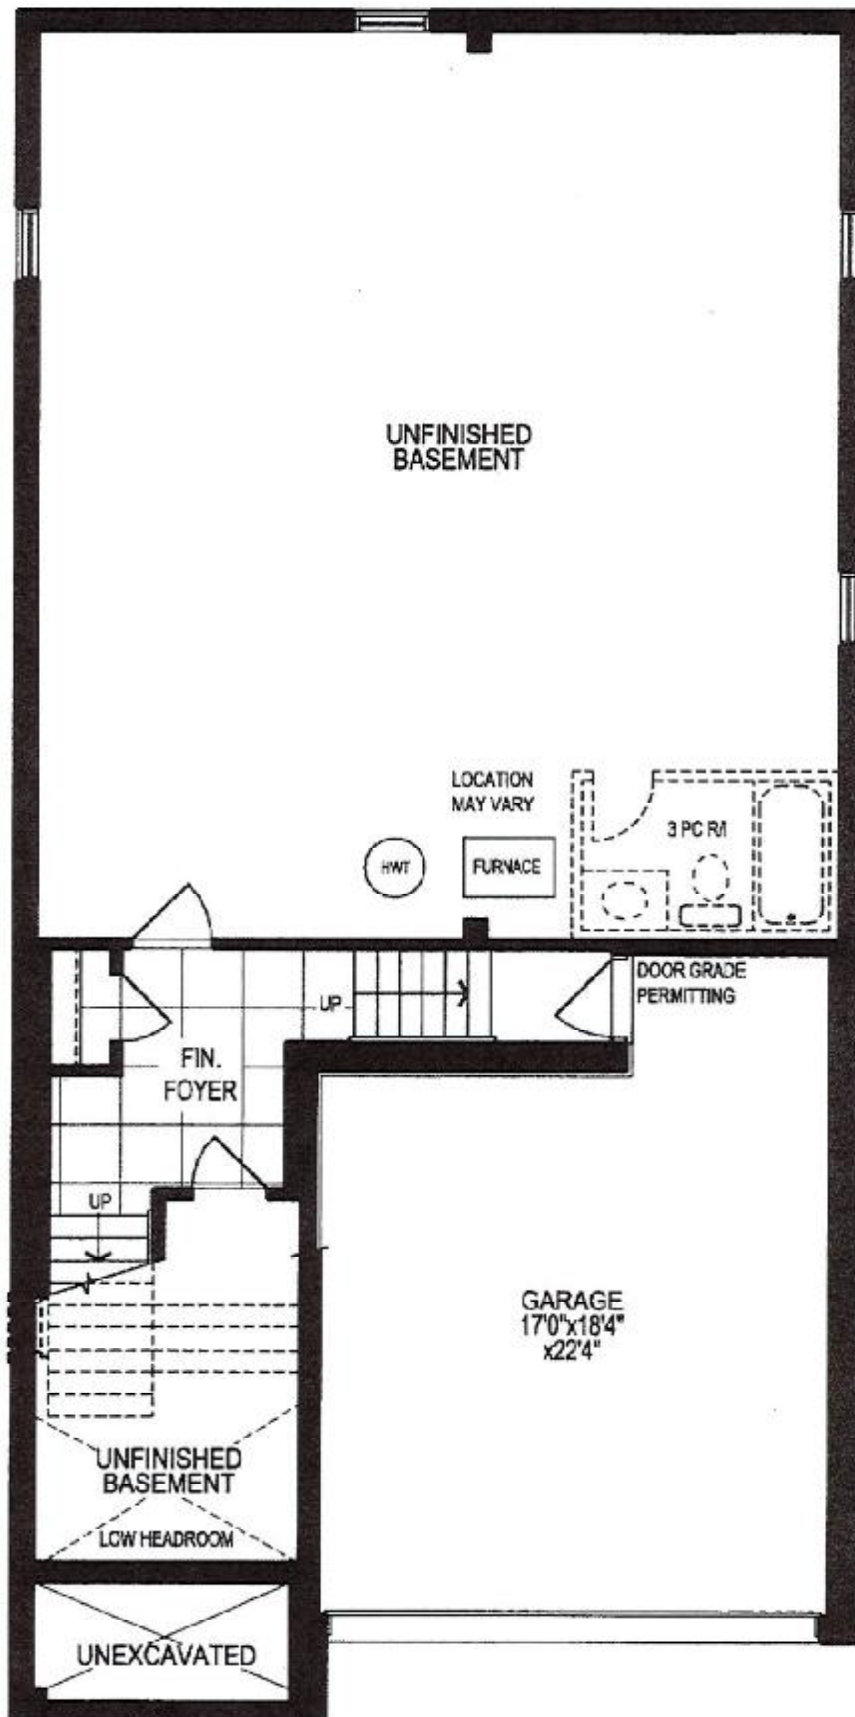 UNFINISHED
BASEMENT
LOCATION
MAY VARY
3 PC R/I
HWT
FURNACE
DOOR GRADE
PERMITTING
UP
FIN.
FOYER
UP
GARAGE
17'0"x18'4"
x22'4"
UNFINISHED
BASEMENT
LOW HEADROOM
UNEXCAVATED